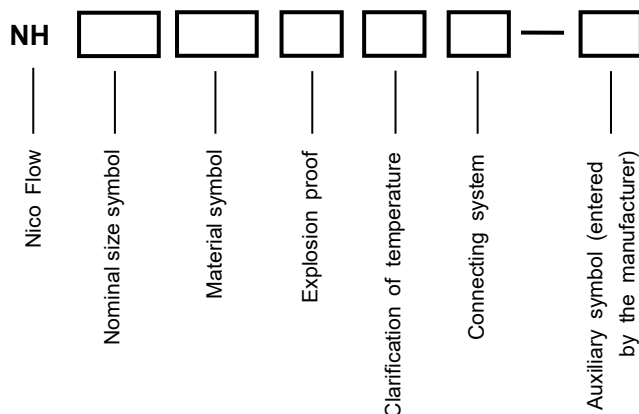 NH
Nico Flow
Nominal size symbol
Material symbol
Explosion proof
Clarification of temperature
Connecting system
Auxiliary symbol (entered
by the manufacturer)